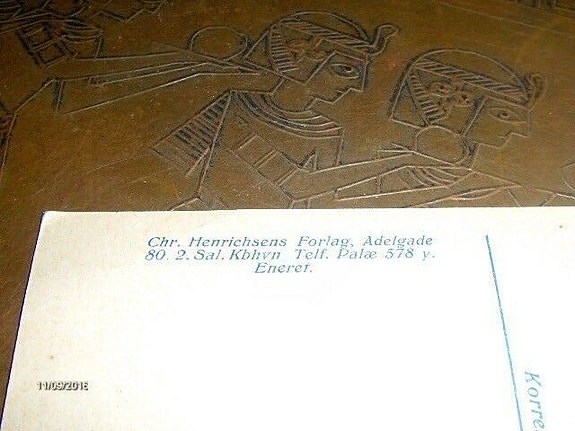 Chr. Henrichsens Forlag, Adelgade
80. 2. Sal. Kbhvn Telf. Palæ 578 y.
Eneret.
Korre
11/09/2016